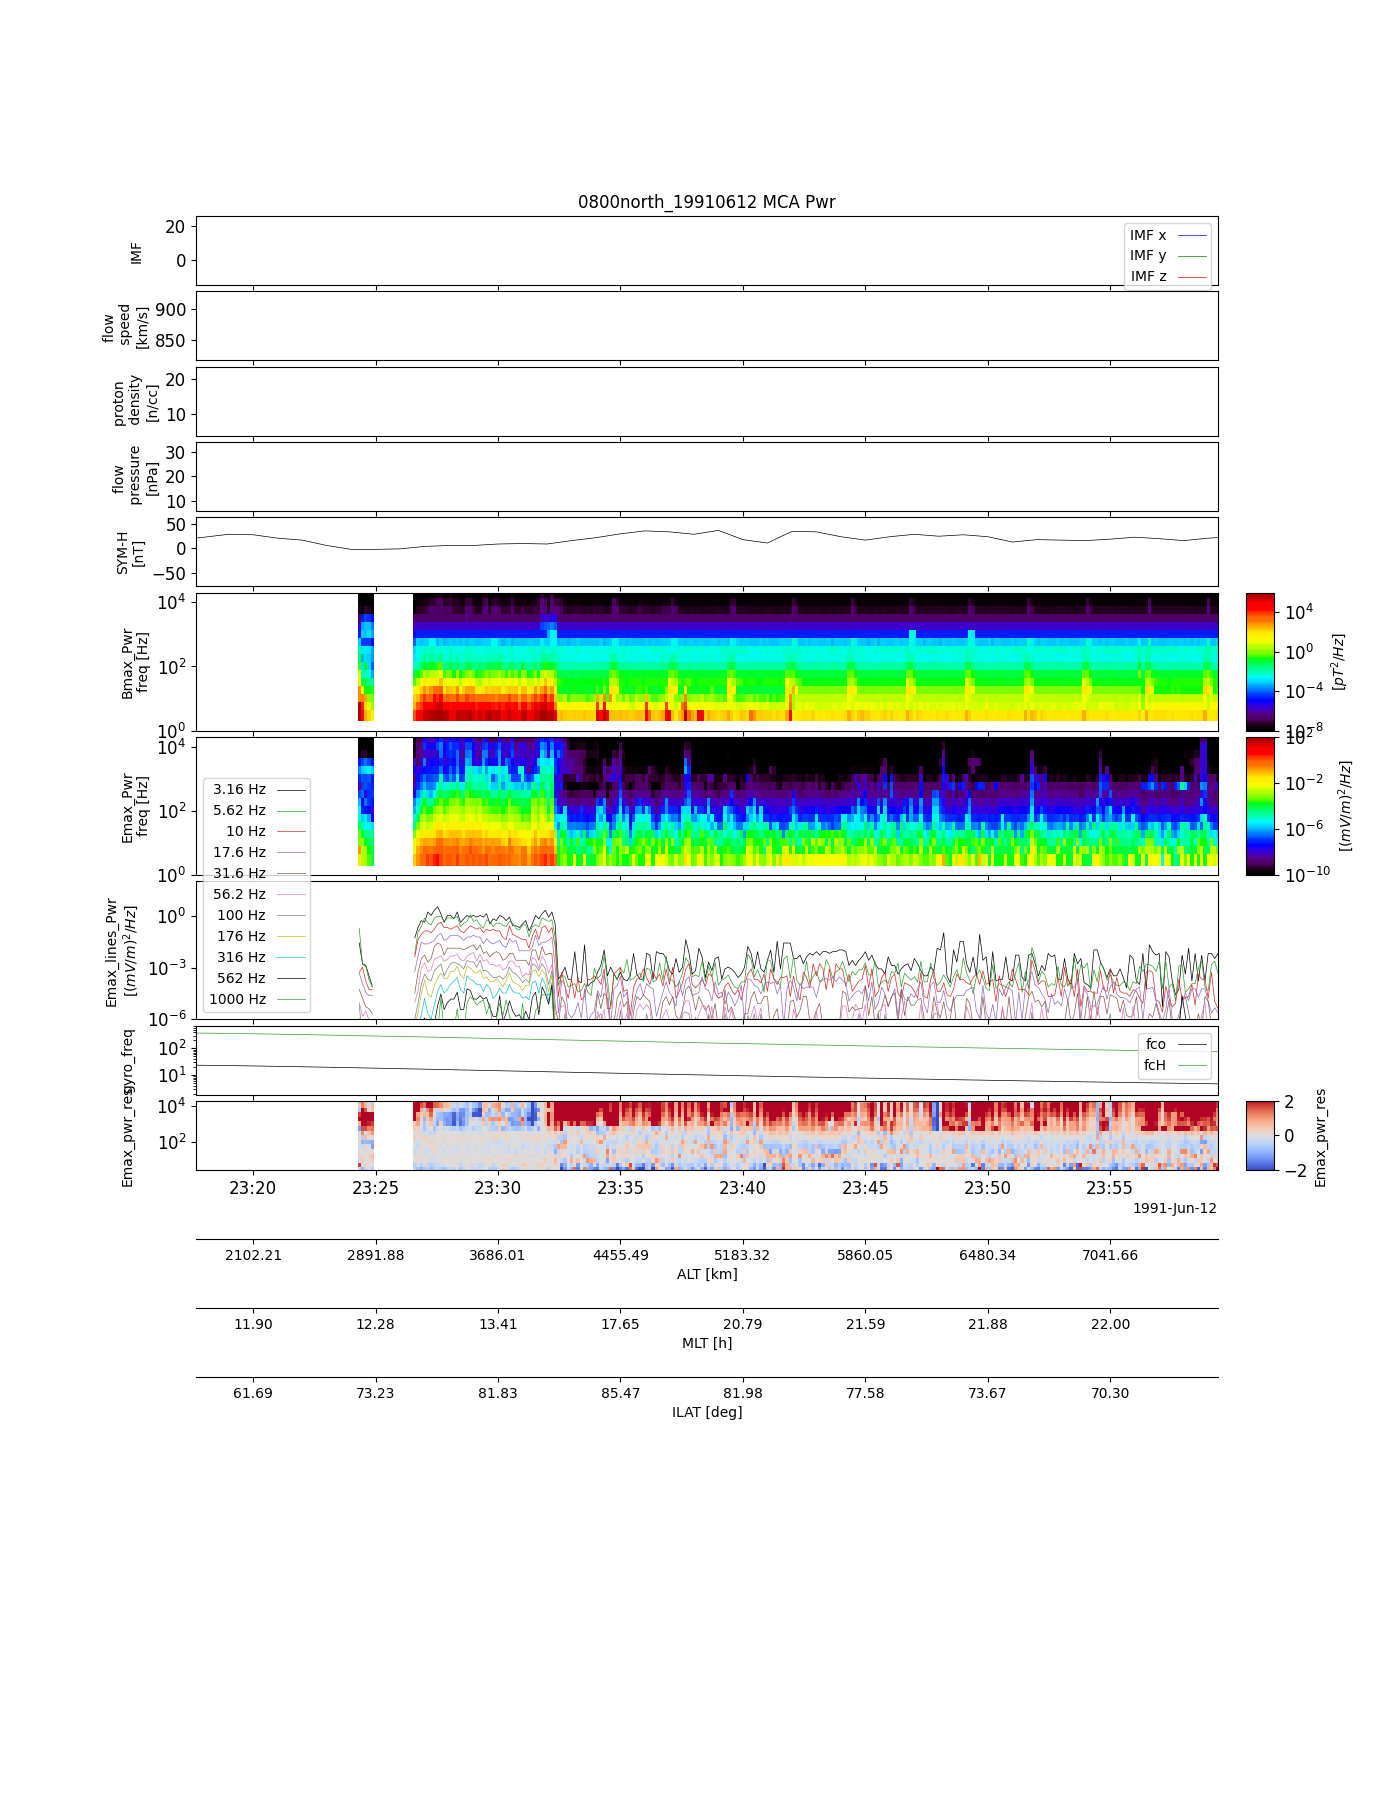 0800north_19910612 MCA Pwr
IMF
20
0
IMF x
IMF y
IMF z
flow
speed
[km/s]
900
850
proton
density
[n/cc]
20
10
flow
pressure
[nPa]
30
20
10
SYM-H
[nT]
50
0
−50
Bmax_Pwr
freq [Hz]
10^4
10^2
10^0
10^4
10^0
10^−4
10^−8
[pT^2/Hz]
Emax_Pwr
freq [Hz]
10^4
10^2
10^0
10^2
10^−2
10^−6
10^−10
[(mV/m)^2/Hz]
3.16 Hz
5.62 Hz
10 Hz
17.6 Hz
31.6 Hz
56.2 Hz
100 Hz
176 Hz
316 Hz
562 Hz
1000 Hz
Emax_lines_Pwr
[(mV/m)^2/Hz]
10^0
10^−3
10^−6
gyro_freq
10^2
10^1
fco
fcH
Emax_pwr_res
10^4
10^2
2
0
−2
Emax_pwr_res
23:20 23:25 23:30 23:35 23:40 23:45 23:50 23:55
1991-Jun-12
2102.21 2891.88 3686.01 4455.49 5183.32 5860.05 6480.34 7041.66
ALT [km]
11.90 12.28 13.41 17.65 20.79 21.59 21.88 22.00
MLT [h]
61.69 73.23 81.83 85.47 81.98 77.58 73.67 70.30
ILAT [deg]